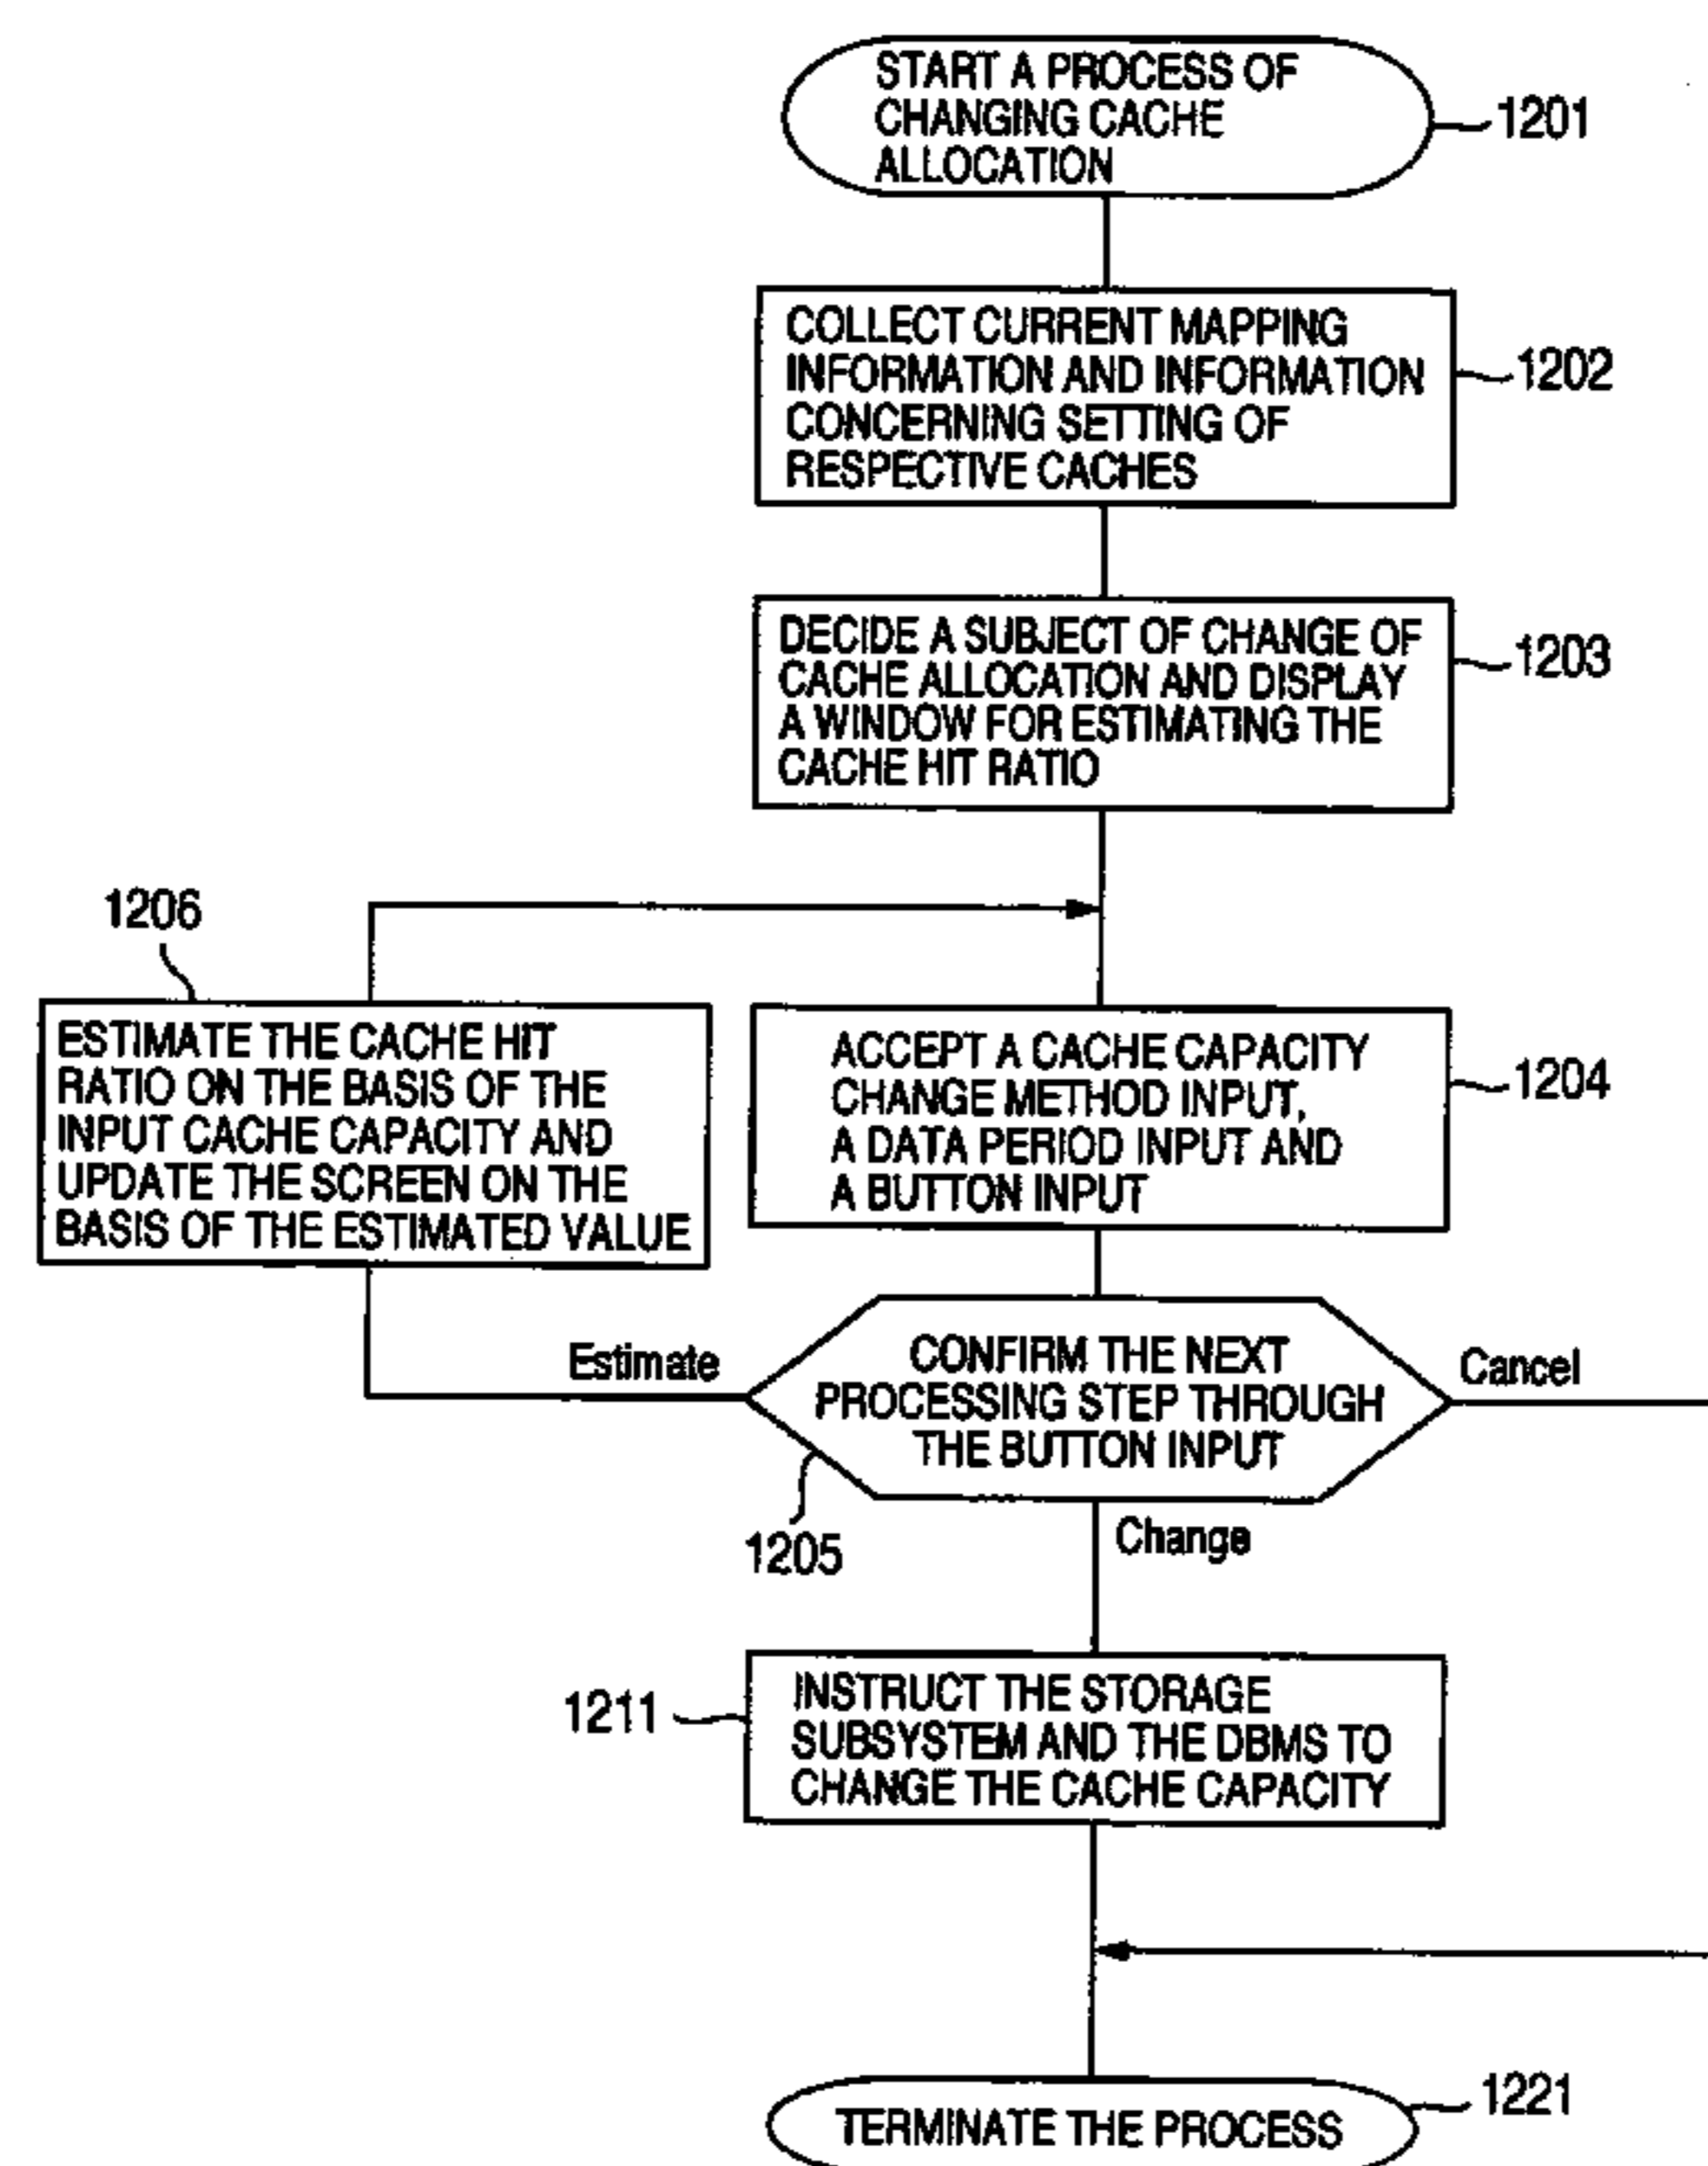 START A PROCESS OF
CHANGING CACHE
ALLOCATION
1201
COLLECT CURRENT MAPPING
INFORMATION AND INFORMATION
CONCERNING SETTING OF
RESPECTIVE CACHES
1202
DECIDE A SUBJECT OF CHANGE OF
CACHE ALLOCATION AND DISPLAY
A WINDOW FOR ESTIMATING THE
CACHE HIT RATIO
1203
1206
ESTIMATE THE CACHE HIT
RATIO ON THE BASIS OF THE
INPUT CACHE CAPACITY AND
UPDATE THE SCREEN ON THE
BASIS OF THE ESTIMATED VALUE
ACCEPT A CACHE CAPACITY
CHANGE METHOD INPUT,
A DATA PERIOD INPUT AND
A BUTTON INPUT
1204
Estimate
CONFIRM THE NEXT
PROCESSING STEP THROUGH
THE BUTTON INPUT
Cancel
1205
Change
1211
INSTRUCT THE STORAGE
SUBSYSTEM AND THE DBMS TO
CHANGE THE CACHE CAPACITY
1221
TERMINATE THE PROCESS